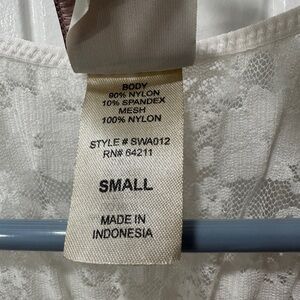 BODY
90% NYLON
10% SPANDEX
MESH
100% NYLON
STYLE # SWA012
RN# 64211
SMALL
MADE IN
INDONESIA